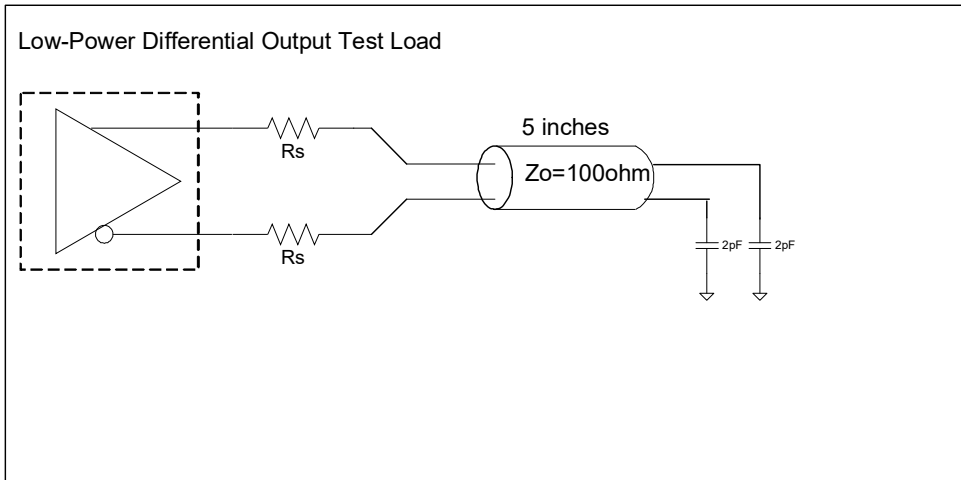 Low-Power Differential Output Test Load
5 inches
Rs
Zo=100ohm
Rs
2pF
2pF